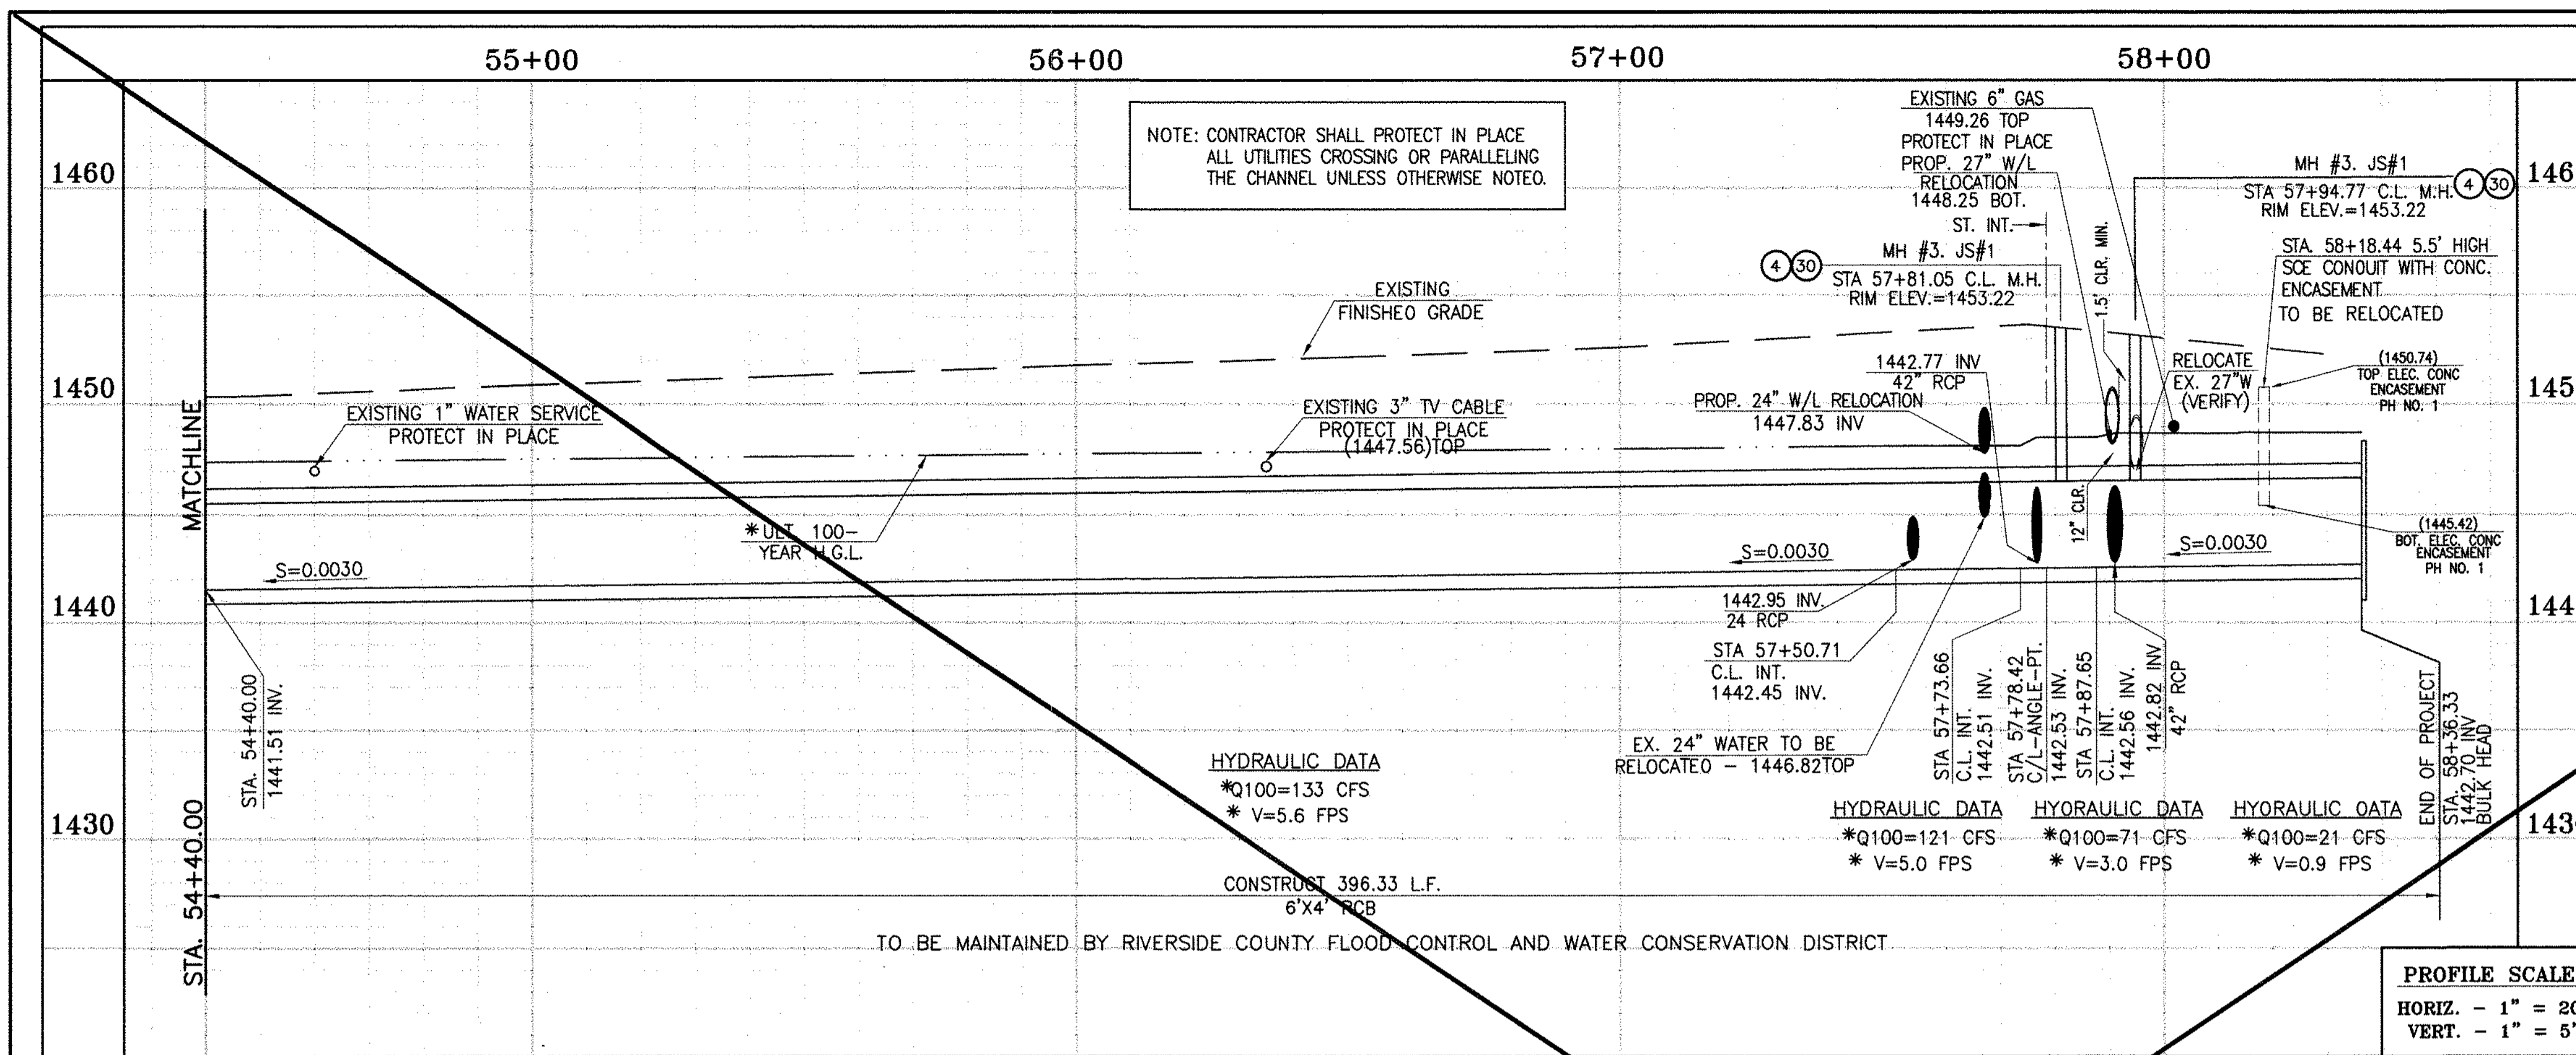 55+00
56+00
57+00
58+00
1460
1450
1440
1430
146
145
144
143
NOTE: CONTRACTOR SHALL PROTECT IN PLACE
ALL UTILITIES CROSSING OR PARALLELING
THE CHANNEL UNLESS OTHERWISE NOTEO.
EXISTING 6" GAS
1449.26 TOP
PROTECT IN PLACE
PROP. 27" W/L
RELOCATION
1448.25 BOT.
ST. INT.
4 30
MH #3. JS#1
STA 57+81.05 C.L. M.H.
RIM ELEV.=1453.22
1.5' CLR. MIN.
MH #3. JS#1
STA 57+94.77 C.L. M.H.
RIM ELEV.=1453.22
4 30
STA. 58+18.44 5.5' HIGH
SCE CONOUIT WITH CONC.
ENCASEMENT
TO BE RELOCATED
EXISTING
FINISHEO GRADE
1442.77 INV
42" RCP
RELOCATE
EX. 27"W
(VERIFY)
(1450.74)
TOP ELEC. CONC
ENCASEMENT
PH NO. 1
EXISTING 1" WATER SERVICE
PROTECT IN PLACE
EXISTING 3" TV CABLE
PROTECT IN PLACE
(1447.56)TOP
PROP. 24" W/L RELOCATION
1447.83 INV
MATCHLINE
STA. 54+40.00
*ULT. 100-
YEAR H.G.L.
12" CLR.
(1445.42)
BOT. ELEC. CONC
ENCASEMENT
PH NO. 1
S=0.0030
S=0.0030
S=0.0030
1442.95 INV.
24 RCP
STA 57+50.71
C.L. INT.
1442.45 INV.
EX. 24" WATER TO BE
RELOCATEO - 1446.82TOP
STA. 54+40.00
1441.51 INV.
STA 57+73.66
C.L. INT.
1442.51 INV.
STA 57+78.42
C/L-ANGLE-PT.
1442.53 INV.
STA 57+87.65
C.L. INT.
1442.56 INV.
1442.82 INV
42" RCP
END OF PROJECT
STA. 58+36.33
1442.70 INV
BULK HEAD
HYDRAULIC DATA
*Q100=133 CFS
* V=5.6 FPS
HYDRAULIC DATA
*Q100=121 CFS
* V=5.0 FPS
HYORAULIC DATA
*Q100=71 CFS
* V=3.0 FPS
HYORAULIC OATA
*Q100=21 CFS
* V=0.9 FPS
CONSTRUCT 396.33 L.F.
6'X4' RCB
TO BE MAINTAINED BY RIVERSIDE COUNTY FLOOD CONTROL AND WATER CONSERVATION DISTRICT
PROFILE SCALE
HORIZ. - 1" = 20
VERT. - 1" = 5'